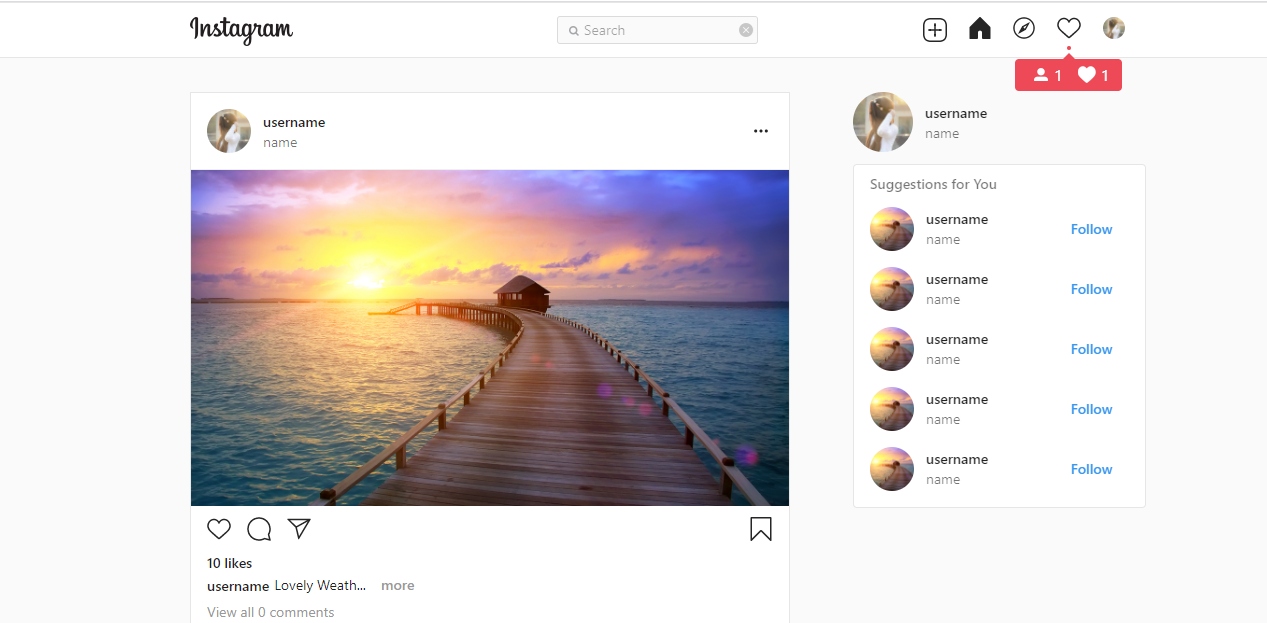 Instagram
Search
1 1
username
name
10 likes
username Lovely Weath... more
View all 0 comments
username
name
Suggestions for You
username
name
Follow
username
name
Follow
username
name
Follow
username
name
Follow
username
name
Follow